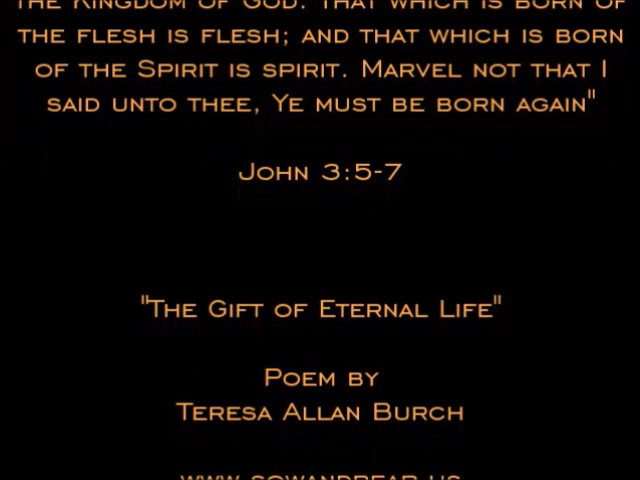 the Kingdom of God. That which is born of
the flesh is flesh; and that which is born
of the Spirit is spirit. Marvel not that I
said unto thee, Ye must be born again"
John 3:5-7
"The Gift of Eternal Life"
Poem by
Teresa Allan Burch
www.sowandreap.us